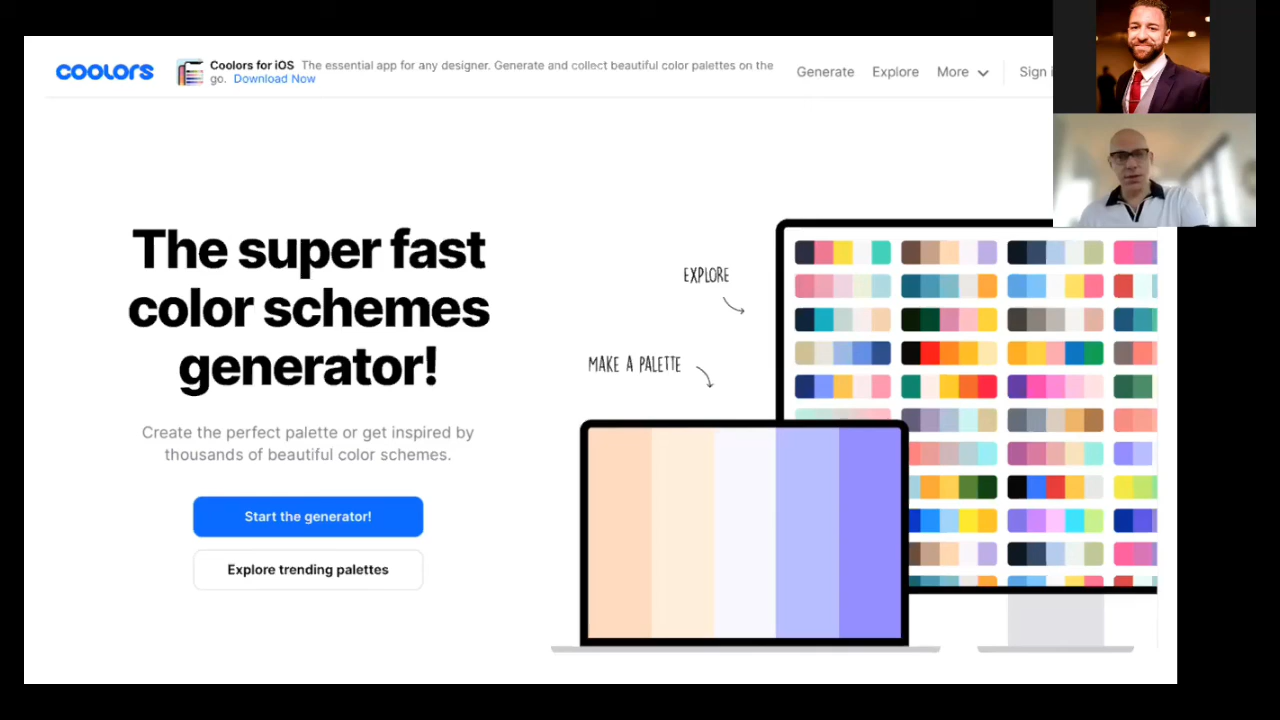 coolors
Coolors for iOS The essential app for any designer. Generate and collect beautiful color palettes on the
go. Download Now
Generate Explore More Sign
The super fast
color schemes
generator!
Create the perfect palette or get inspired by
thousands of beautiful color schemes.
Start the generator!
Explore trending palettes
EXPLORE
MAKE A PALETTE